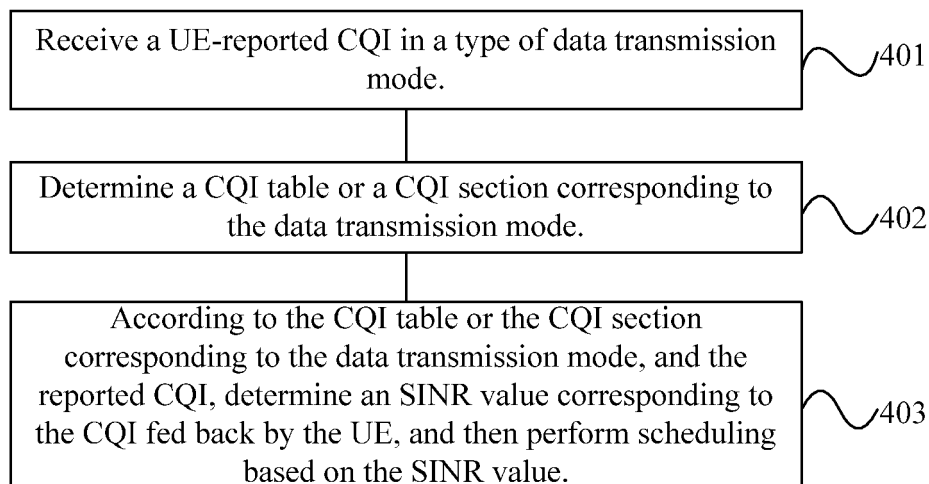 Receive a UE-reported CQI in a type of data transmission
mode.
401
Determine a CQI table or a CQI section corresponding to
the data transmission mode.
402
According to the CQI table or the CQI section
corresponding to the data transmission mode, and the
reported CQI, determine an SINR value corresponding to
the CQI fed back by the UE, and then perform scheduling
based on the SINR value.
403